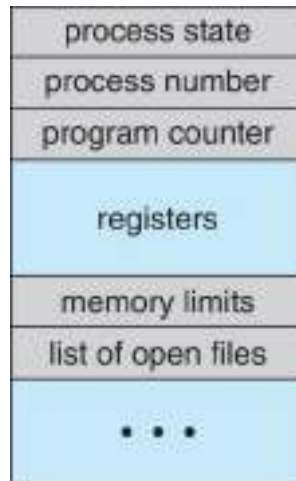 process state
process number
program counter
registers
memory limits
list of open files
• • •